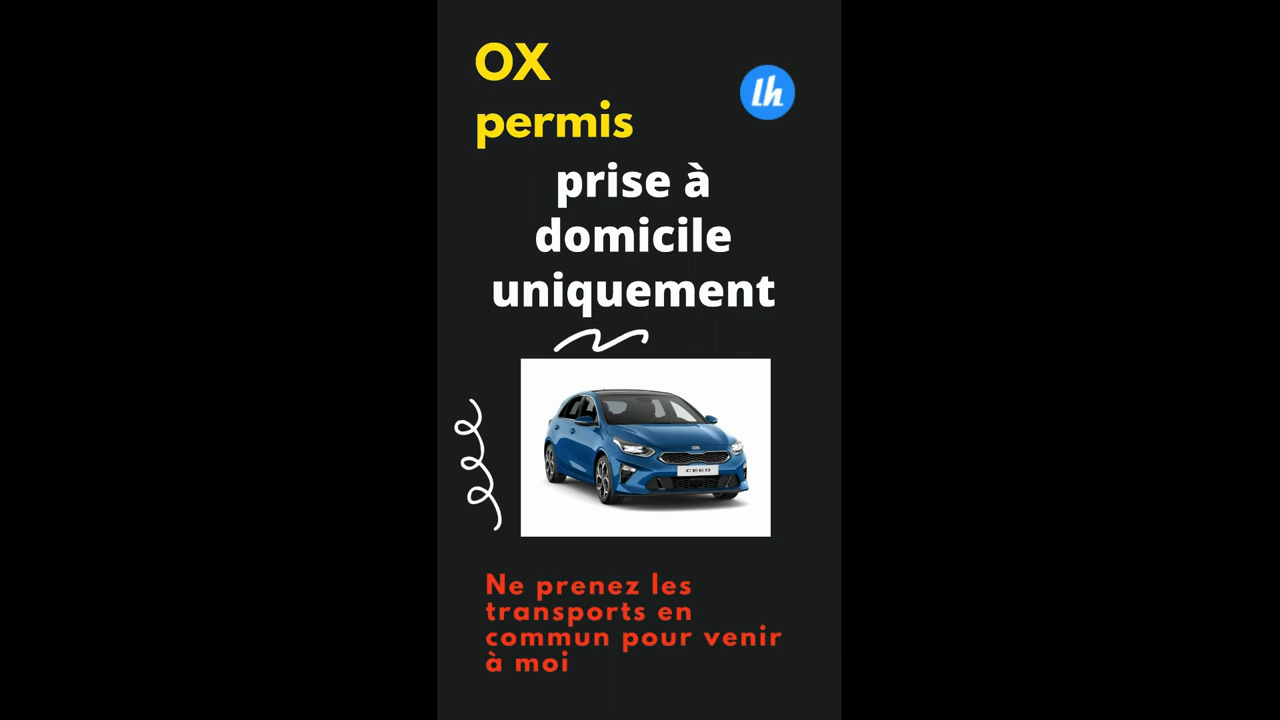 OX
permis
lh
prise à
domicile
uniquement
CEED
Ne prenez les
transports en
commun pour venir
à moi